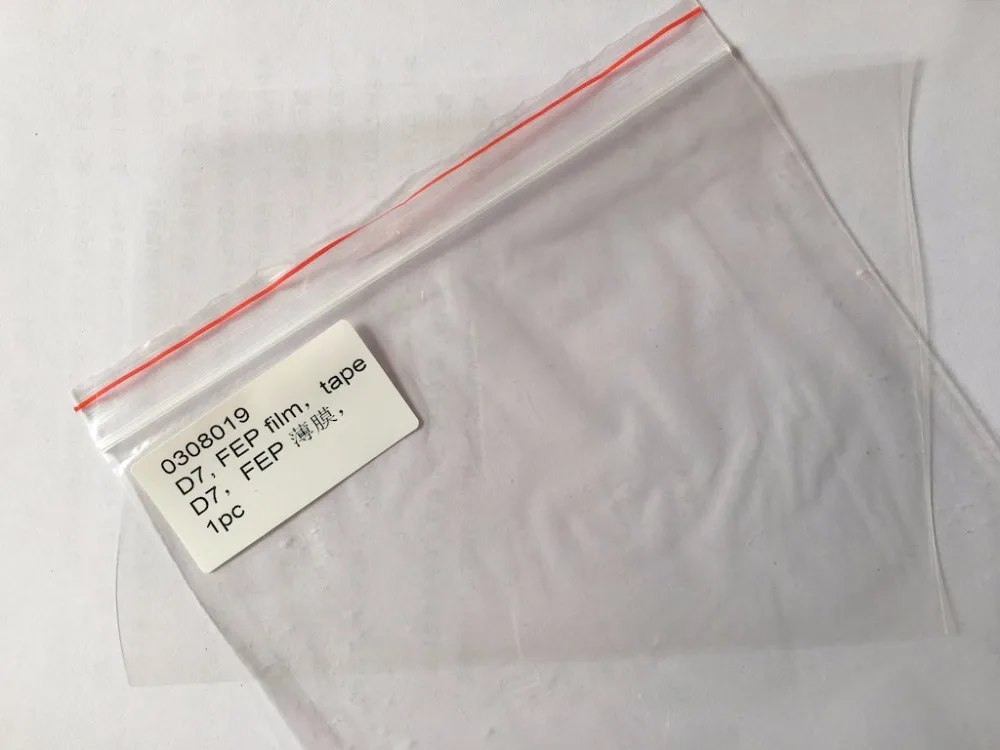 0308019
D7, FEP film, tape
D7, FEP 薄膜,
1pc